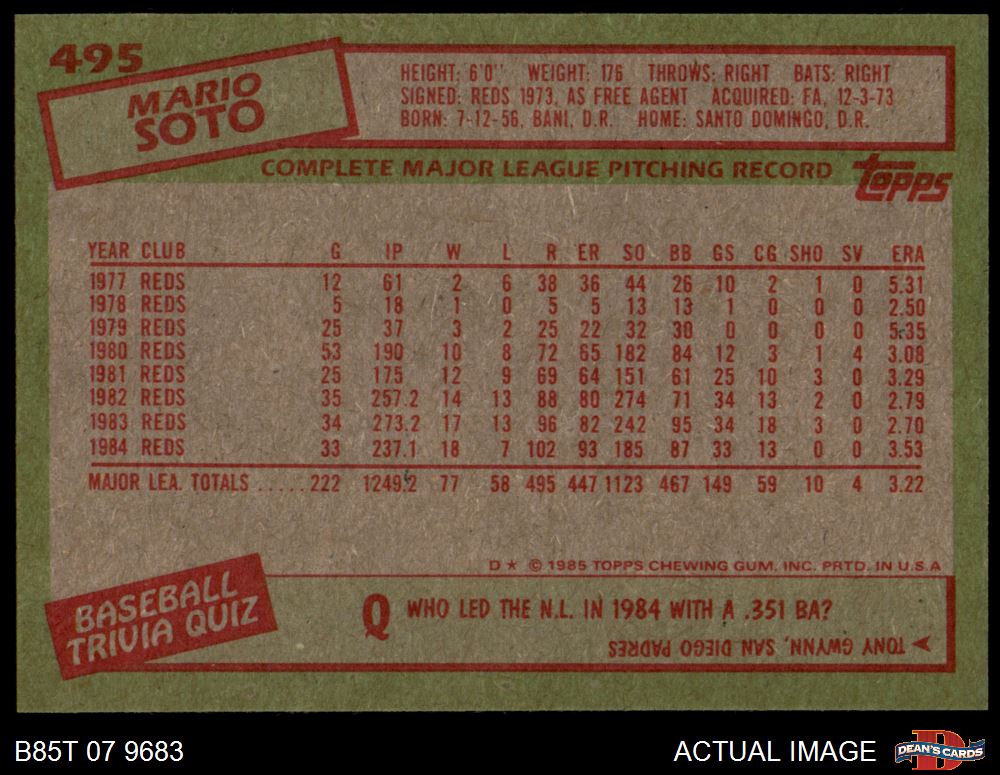 495
MARIO
SOTO
HEIGHT: 6'0" WEIGHT: 176 THROWS: RIGHT BATS: RIGHT
SIGNED: REDS 1973, AS FREE AGENT ACQUIRED: FA, 12-3-73
BORN: 7-12-56, BANI, D.R. HOME: SANTO DOMINGO, D.R.
COMPLETE MAJOR LEAGUE PITCHING RECORD
TOPPS
YEAR CLUB G IP W L R ER SO BB GS CG SHO SV ERA
1977 REDS 12 61 2 6 38 36 44 26 10 2 1 0 5.31
1978 REDS 5 18 1 0 5 5 13 13 1 0 0 0 2.50
1979 REDS 25 37 3 2 25 22 32 30 0 0 0 0 5.35
1980 REDS 53 190 10 8 72 65 182 84 12 3 1 4 3.08
1981 REDS 25 175 12 9 69 64 151 61 25 10 3 0 3.29
1982 REDS 35 257.2 14 13 88 80 274 71 34 13 2 0 2.79
1983 REDS 34 273.2 17 13 96 82 242 95 34 18 3 0 2.70
1984 REDS 33 237.1 18 7 102 93 185 87 33 13 0 0 3.53
MAJOR LEA. TOTALS ..... 222 1249.2 77 58 495 447 1123 467 149 59 10 4 3.22
D * © 1985 TOPPS CHEWING GUM, INC. PRTD. IN U.S.A
BASEBALL
TRIVIA QUIZ
Q WHO LED THE N.L. IN 1984 WITH A .351 BA?
TONY GWYNN, SAN DIEGO PADRES
B85T 07 9683
ACTUAL IMAGE
D
DEAN'S CARDS